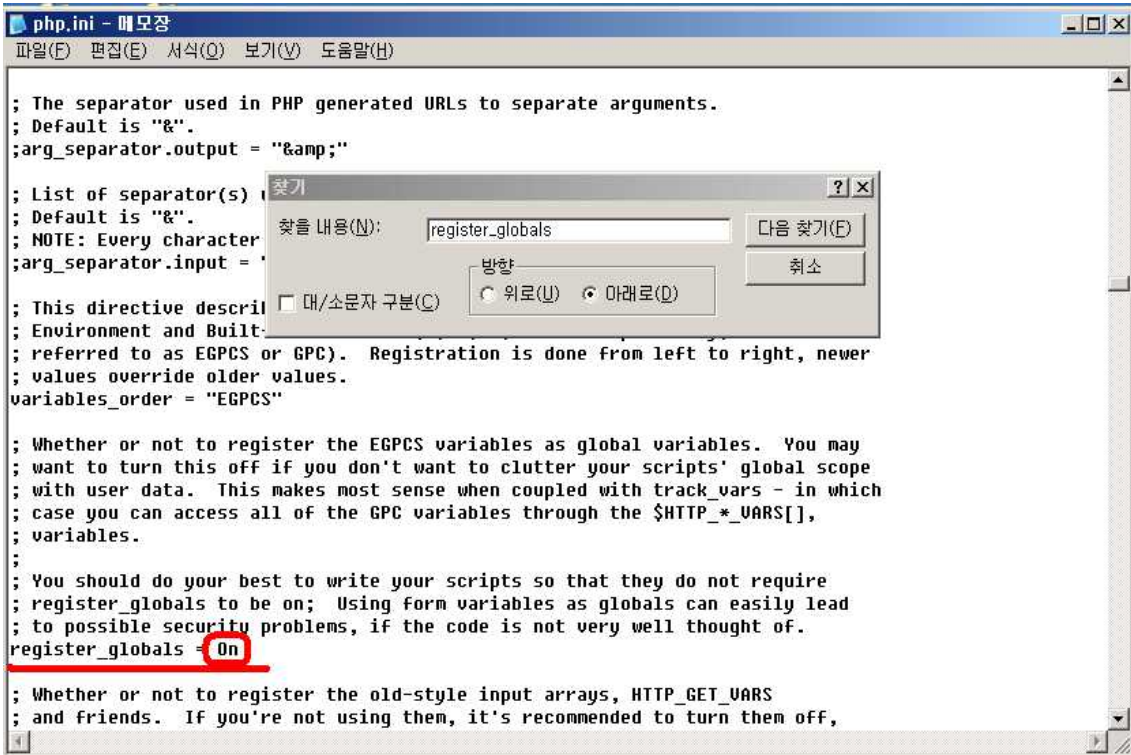 php.ini - 메모장
파일(F) 편집(E) 서식(O) 보기(V) 도움말(H)
; The separator used in PHP generated URLs to separate arguments.
; Default is "&".
;arg_separator.output = "&amp;"
; List of separator(s)
; Default is "&".
; NOTE: Every character
;arg_separator.input = "
찾기
찾을 내용(N): register_globals 다음 찾기(F)
방향 취소
대/소문자 구분(C) 위로(U) 아래로(D)
; This directive descri
; Environment and Built-
; referred to as EGPCS or GPC). Registration is done from left to right, newer
; values override older values.
variables_order = "EGPCS"
; Whether or not to register the EGPCS variables as global variables. You may
; want to turn this off if you don't want to clutter your scripts' global scope
; with user data. This makes most sense when coupled with track_vars - in which
; case you can access all of the GPC variables through the $HTTP_*_VARS[],
; variables.
;
; You should do your best to write your scripts so that they do not require
; register_globals to be on; Using form variables as globals can easily lead
; to possible security problems, if the code is not very well thought of.
register_globals = On
; Whether or not to register the old-style input arrays, HTTP_GET_VARS
; and friends. If you're not using them, it's recommended to turn them off,